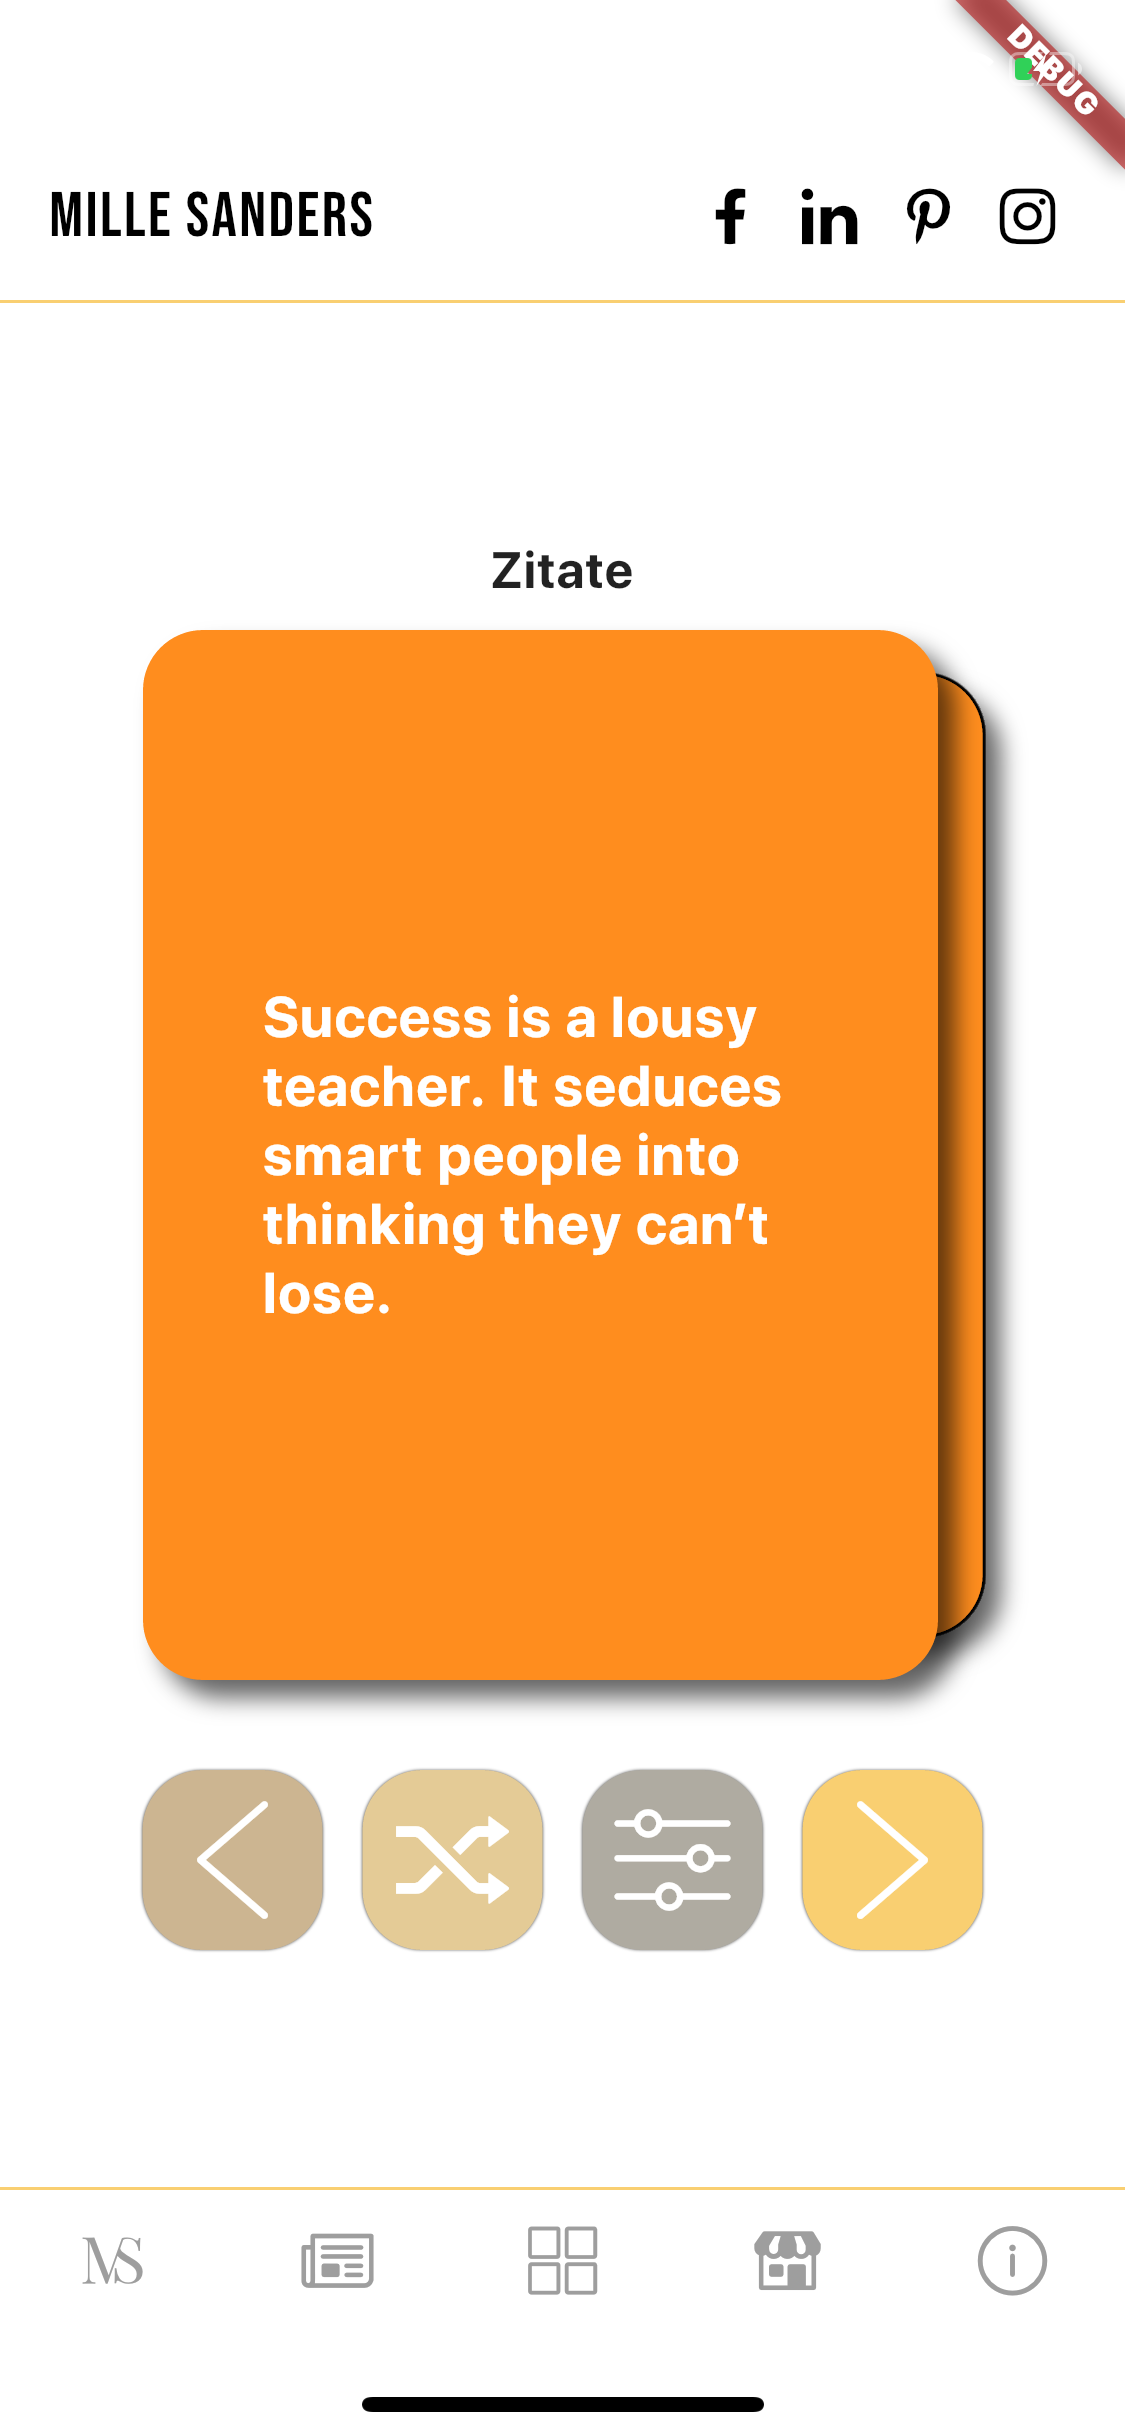 DEBUG
MILLE SANDERS
Zitate
Success is a lousy
teacher. It seduces
smart people into
thinking they can't
lose.
MS